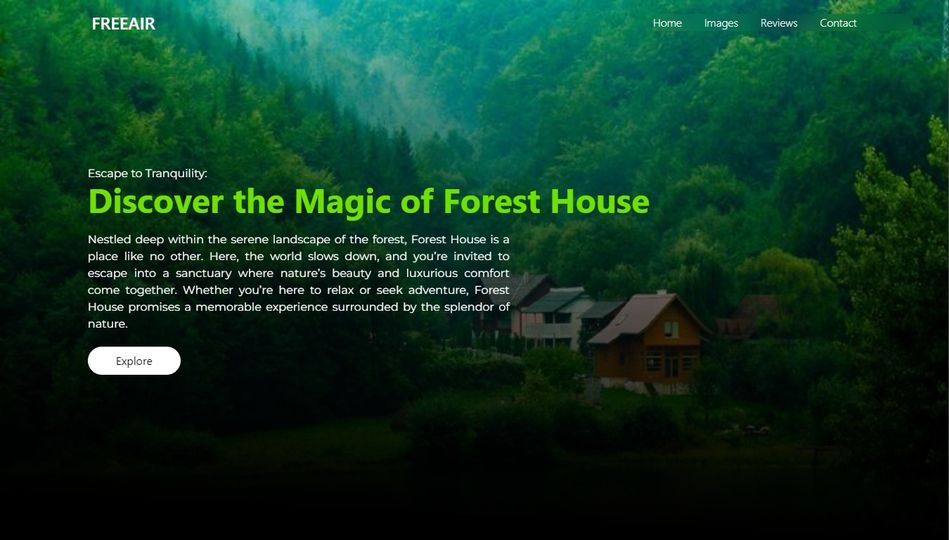 FREEAIR
Home Images Reviews Contact
Escape to Tranquility:
Discover the Magic of Forest House
Nestled deep within the serene landscape of the forest, Forest House is a
place like no other. Here, the world slows down, and you’re invited to
escape into a sanctuary where nature’s beauty and luxurious comfort
come together. Whether you’re here to relax or seek adventure, Forest
House promises a memorable experience surrounded by the splendor of
nature.
Explore